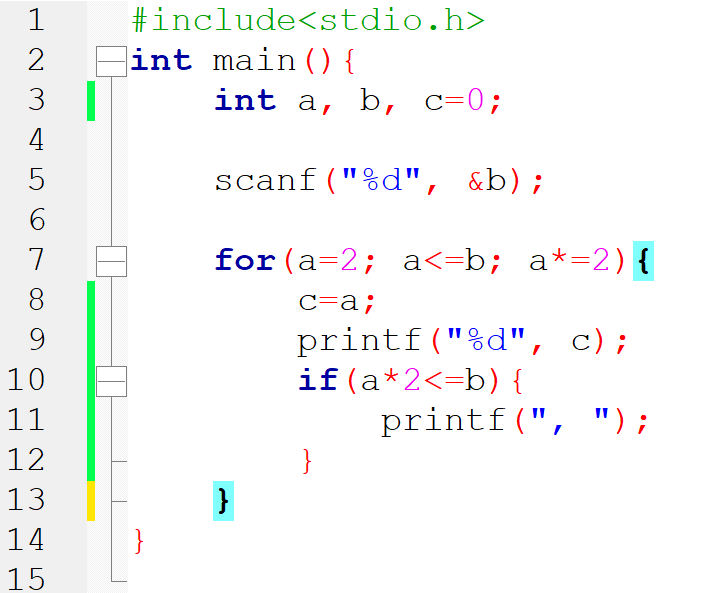 1 #include<stdio.h>
2 int main(){
3 int a, b, c=0;
4
5 scanf("%d", &b);
6
7 for(a=2; a<=b; a*=2){
8 c=a;
9 printf("%d", c);
10 if(a*2<=b){
11 printf(", ");
12 }
13 }
14 }
15